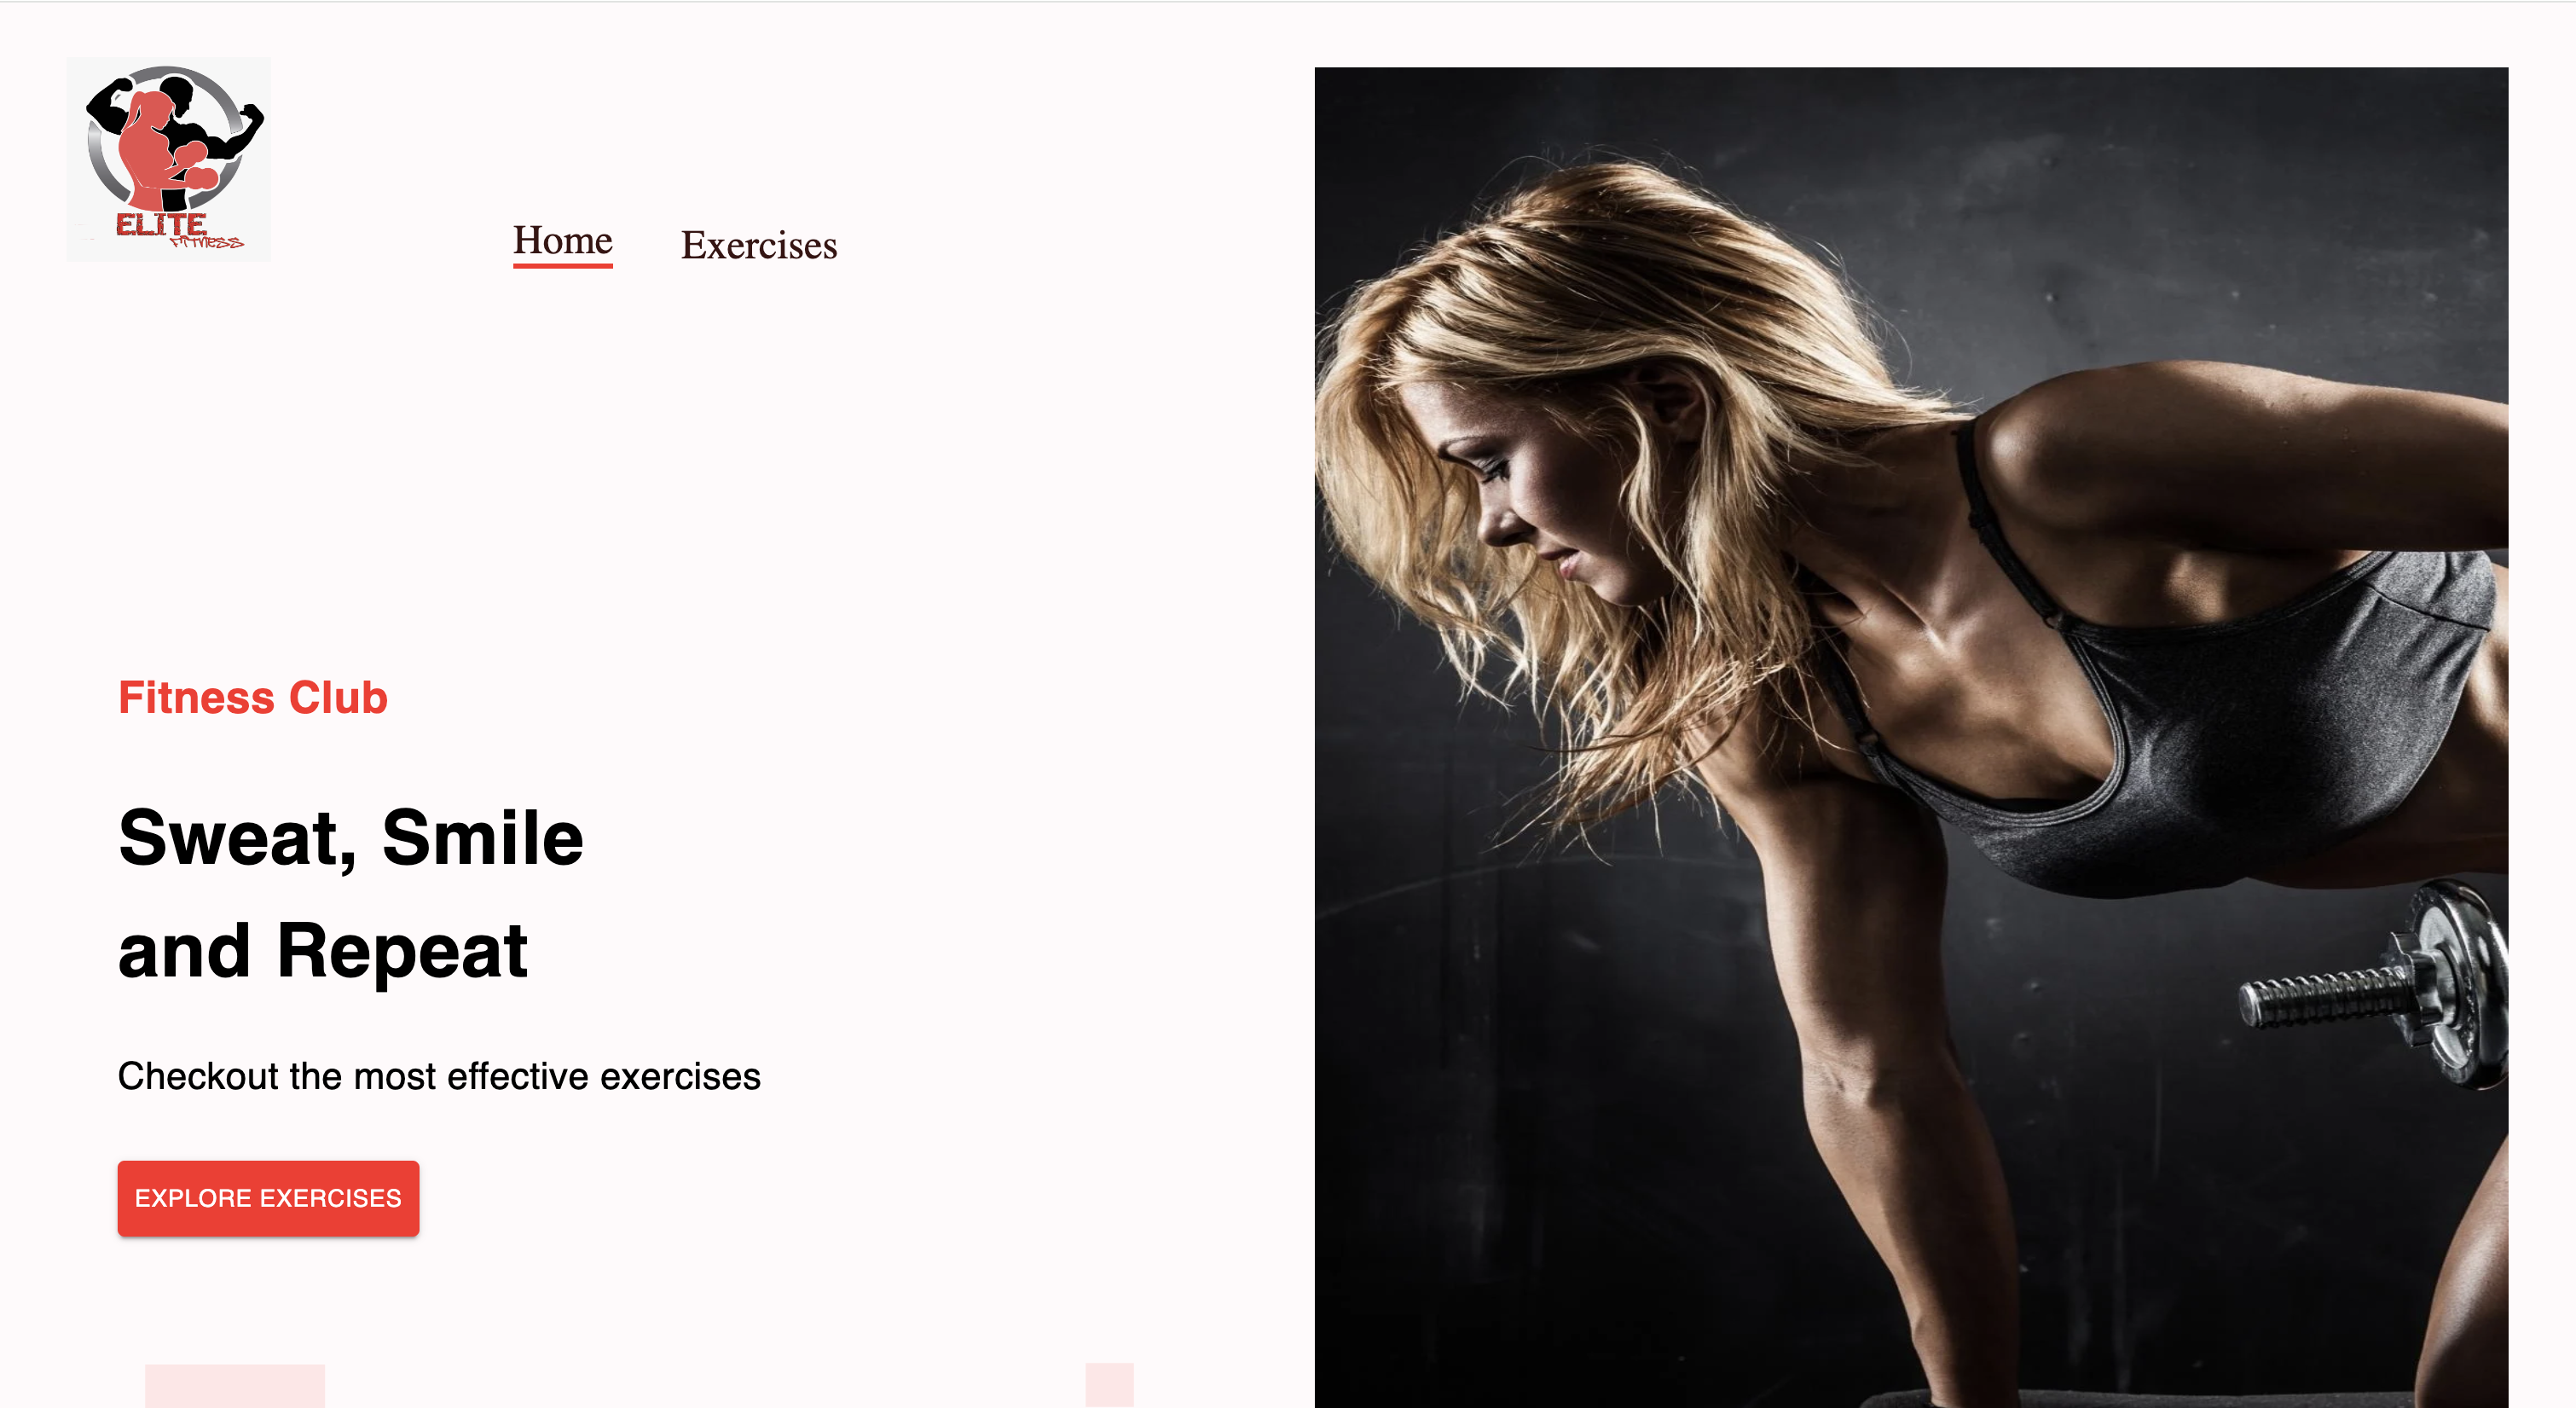 ELITE
FITNESS
Home
Exercises
Fitness Club
Sweat, Smile
and Repeat
Checkout the most effective exercises
EXPLORE EXERCISES